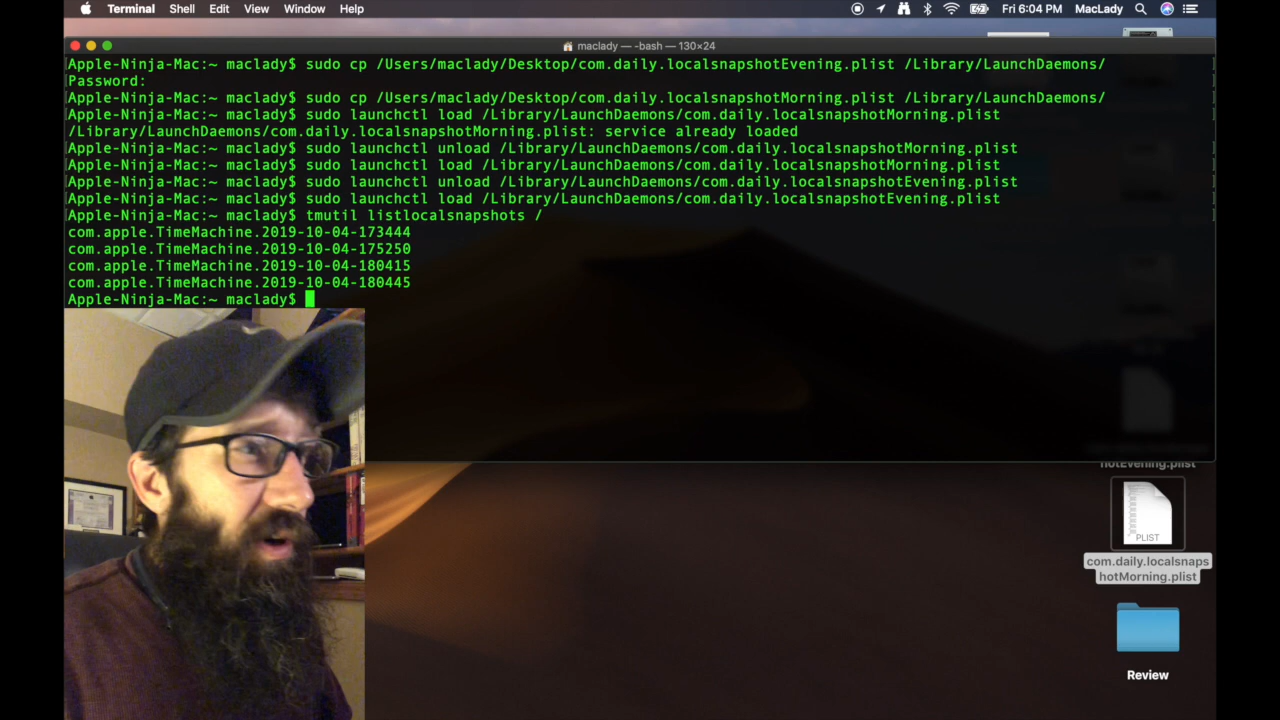 Terminal Shell Edit View Window Help Fri 6:04 PM MacLady
maclady — -bash — 130×24
Apple-Ninja-Mac:~ maclady$ sudo cp /Users/maclady/Desktop/com.daily.localsnapshotEvening.plist /Library/LaunchDaemons/
Password:
Apple-Ninja-Mac:~ maclady$ sudo cp /Users/maclady/Desktop/com.daily.localsnapshotMorning.plist /Library/LaunchDaemons/
Apple-Ninja-Mac:~ maclady$ sudo launchctl load /Library/LaunchDaemons/com.daily.localsnapshotMorning.plist
/Library/LaunchDaemons/com.daily.localsnapshotMorning.plist: service already loaded
Apple-Ninja-Mac:~ maclady$ sudo launchctl unload /Library/LaunchDaemons/com.daily.localsnapshotMorning.plist
Apple-Ninja-Mac:~ maclady$ sudo launchctl load /Library/LaunchDaemons/com.daily.localsnapshotMorning.plist
Apple-Ninja-Mac:~ maclady$ sudo launchctl unload /Library/LaunchDaemons/com.daily.localsnapshotEvening.plist
Apple-Ninja-Mac:~ maclady$ sudo launchctl load /Library/LaunchDaemons/com.daily.localsnapshotEvening.plist
Apple-Ninja-Mac:~ maclady$ tmutil listlocalsnapshots /
com.apple.TimeMachine.2019-10-04-173444
com.apple.TimeMachine.2019-10-04-175250
com.apple.TimeMachine.2019-10-04-180415
com.apple.TimeMachine.2019-10-04-180445
Apple-Ninja-Mac:~ maclady$
hotEvening.plist
PLIST
com.daily.localsnaps
hotMorning.plist
Review